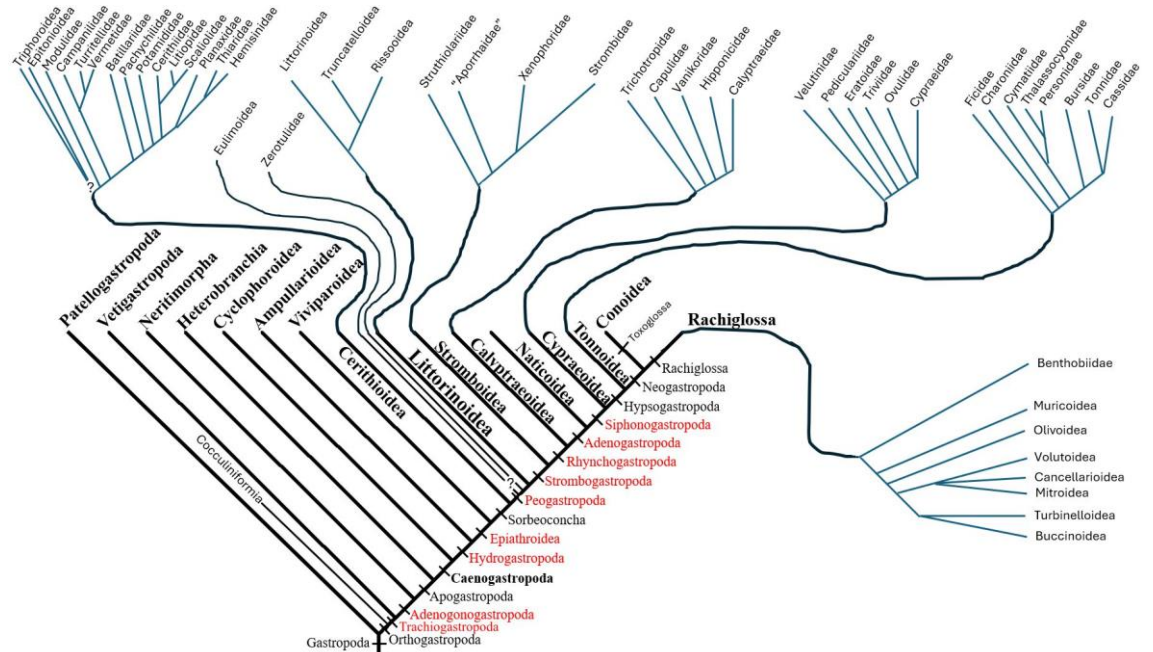 Triphoroidea
Epitonioidea
Modulidae
Campanilidae
Turritellidae
Vermetidae
Batillariidae
Pachychilidae
Potamididae
Cerithiidae
Litiopida
Scaliolidae
Planaxidae
Thiaridae
Hemisinidae
Littorinoidea
Truncatelloidea
Rissooidea
Struthiolariidae
"Aporrhaidae"
Xenophoridae
Strombidae
Trichotropidae
Capulidae
Vanikoridae
Hipponicidae
Calyptraeidae
Velutinidae
Pediculariidae
Eratoidae
Triviidae
Ovulidae
Cypraeidae
Ficidae
Charoniidae
Cymatiidae
Thalassocyonidae
Personidae
Bursidae
Tonnidae
Cassidae
Eulimoidea
Zerotulidae
?
Patellogastropoda
Vetigastropoda
Neritimorpha
Heterobranchia
Cyclophoroidea
Ampullarioidea
Viviparoidea
Cerithioidea
Littorinoidea
Stromboidea
Calyptraeoidea
Naticoidea
Cypraeoidea
Tonnoidea
Conoidea
Toxoglossa
Rachiglossa
Benthobiidae
Muricoidea
Olivoidea
Volutoidea
Cancellarioidea
Mitroidea
Turbinelloidea
Buccinoidea
Rachiglossa
Neogastropoda
Hypsogastropoda
Siphonogastropoda
Adenogastropoda
Rhynchogastropoda
Strombogastropoda
?
Peogastropoda
Sorbeoconcha
Epiathroidea
Hydrogastropoda
Caenogastropoda
Apogastropoda
Adenogonogastropoda
Trachiogastropoda
Orthogastropoda
Gastropoda
Cocculiniformia